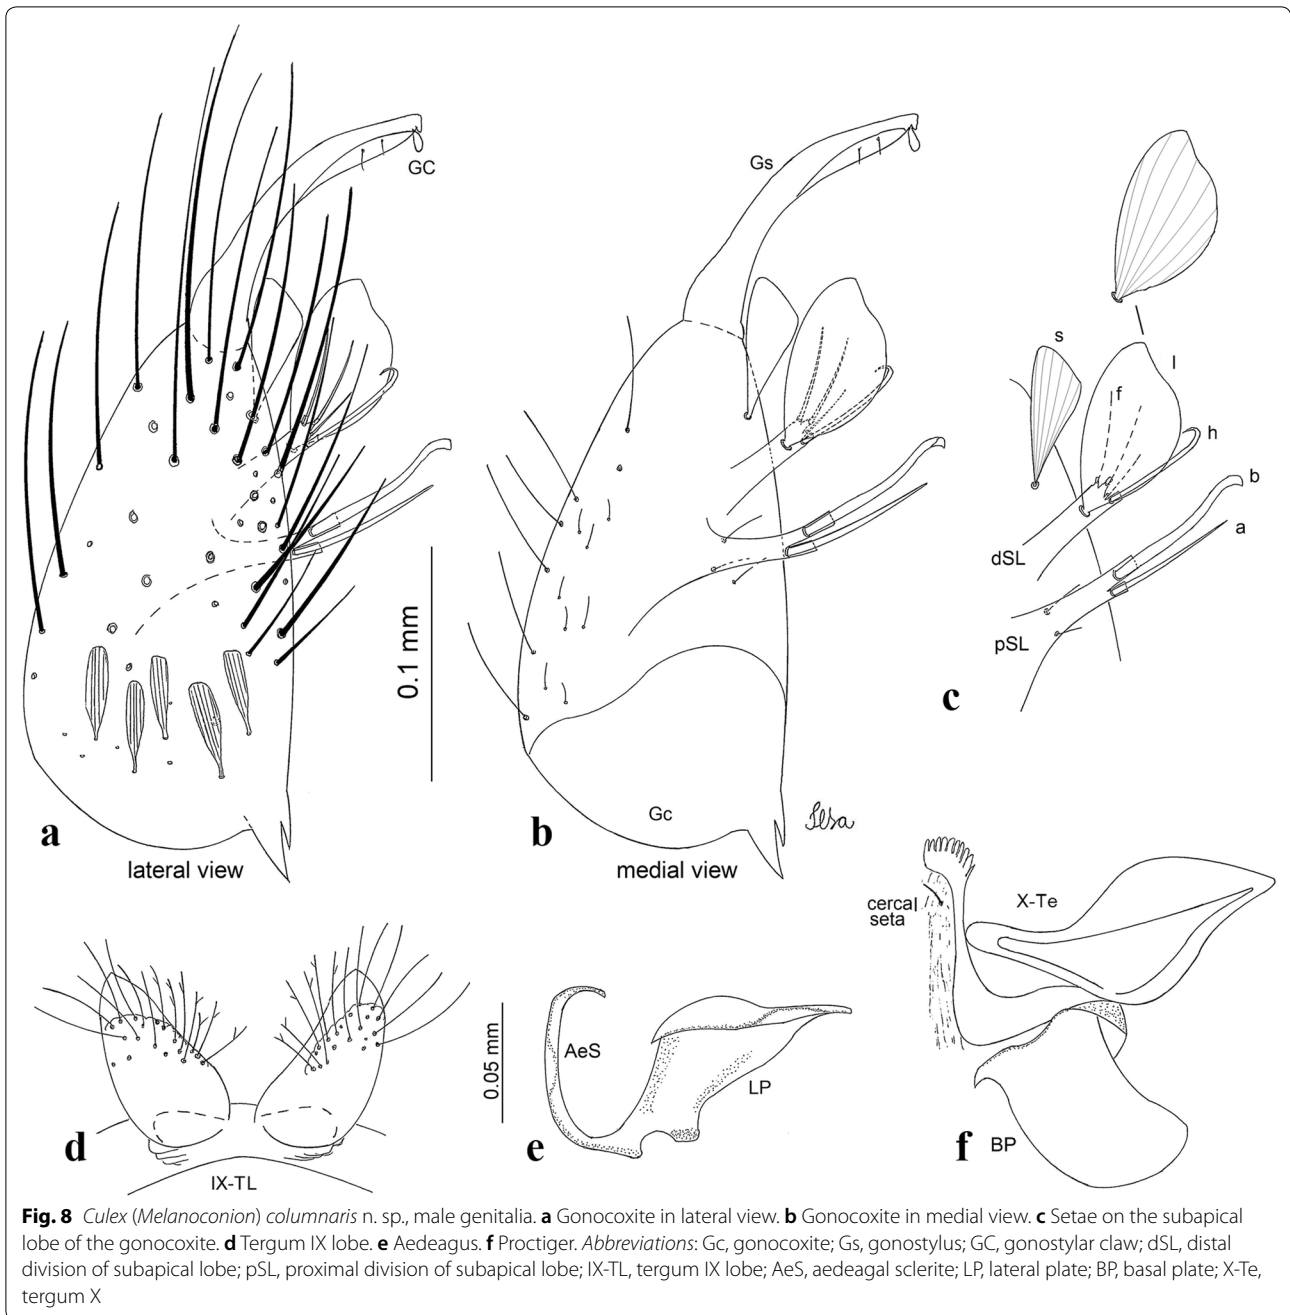 GC
Gs
s
l
f
h
b
a
dSL
pSL
0.1 mm
c
a
lateral view
Gc
b
medial view
cercal
seta
X-Te
AeS
0.05 mm
LP
d
e
f
BP
IX-TL
Fig. 8 Culex (Melanoconion) columnaris n. sp., male genitalia. a Gonocoxite in lateral view. b Gonocoxite in medial view. c Setae on the subapical
lobe of the gonocoxite. d Tergum IX lobe. e Aedeagus. f Proctiger. Abbreviations: Gc, gonocoxite; Gs, gonostylus; GC, gonostylar claw; dSL, distal
division of subapical lobe; pSL, proximal division of subapical lobe; IX-TL, tergum IX lobe; AeS, aedeagal sclerite; LP, lateral plate; BP, basal plate; X-Te,
tergum X